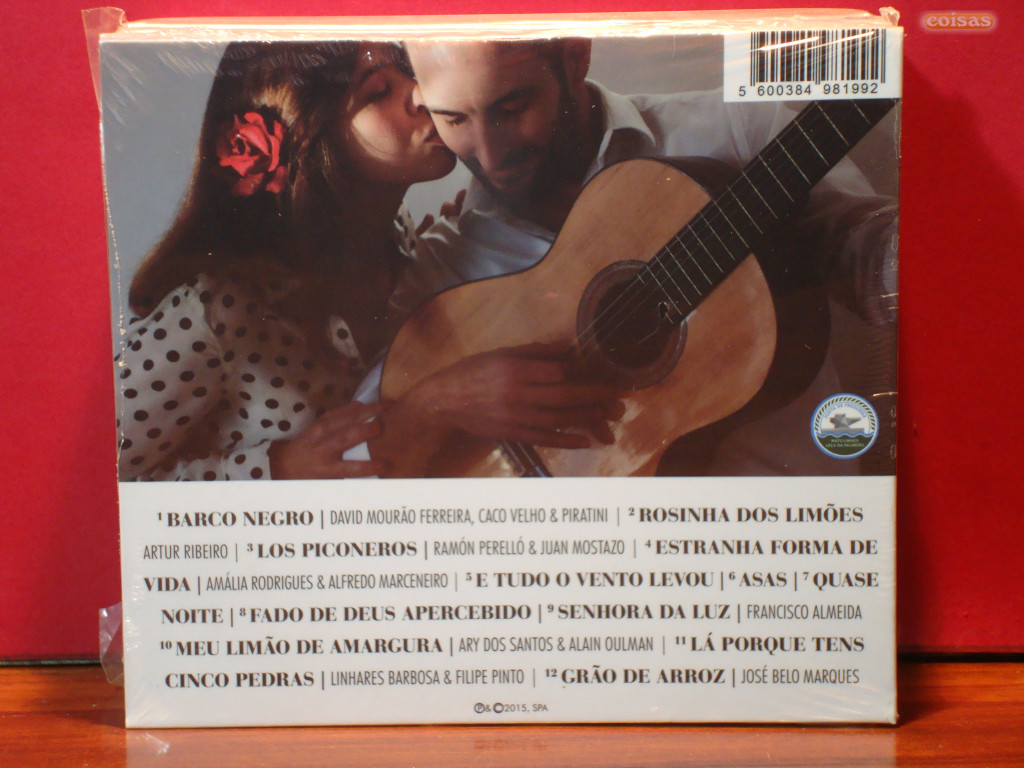 coisas
5 600384 981992
¹ BARCO NEGRO | DAVID MOURÃO FERREIRA, CACO VELHO & PIRATINI | ² ROSINHA DOS LIMÕES
ARTUR RIBEIRO | ³ LOS PICONEROS | RAMÓN PERELLÓ & JUAN MOSTAZO | ⁴ ESTRANHA FORMA DE
VIDA | AMÁLIA RODRIGUES & ALFREDO MARCENEIRO | ⁵ E TUDO O VENTO LEVOU | ⁶ ASAS | ⁷ QUASE
NOITE | ⁸ FADO DE DEUS APERCEBIDO | ⁹ SENHORA DA LUZ | FRANCISCO ALMEIDA
¹⁰ MEU LIMÃO DE AMARGURA | ARY DOS SANTOS & ALAIN OULMAN | ¹¹ LÁ PORQUE TENS
CINCO PEDRAS | LINHARES BARBOSA & FILIPE PINTO | ¹² GRÃO DE ARROZ | JOSÉ BELO MARQUES
℗&©2015, SPA